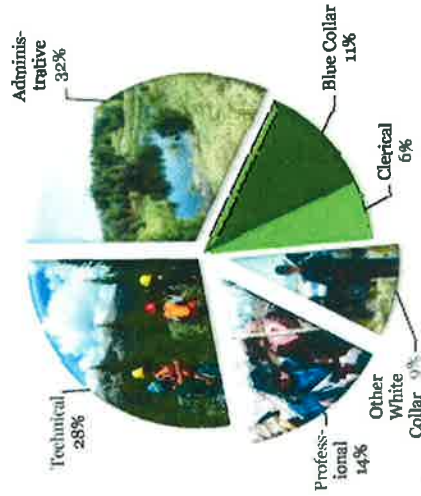 Adminis-
trative
32%
Blue Collar
11%
Clerical
6%
Other
White
Collar 9%
Profess-
ional
14%
Technical
28%